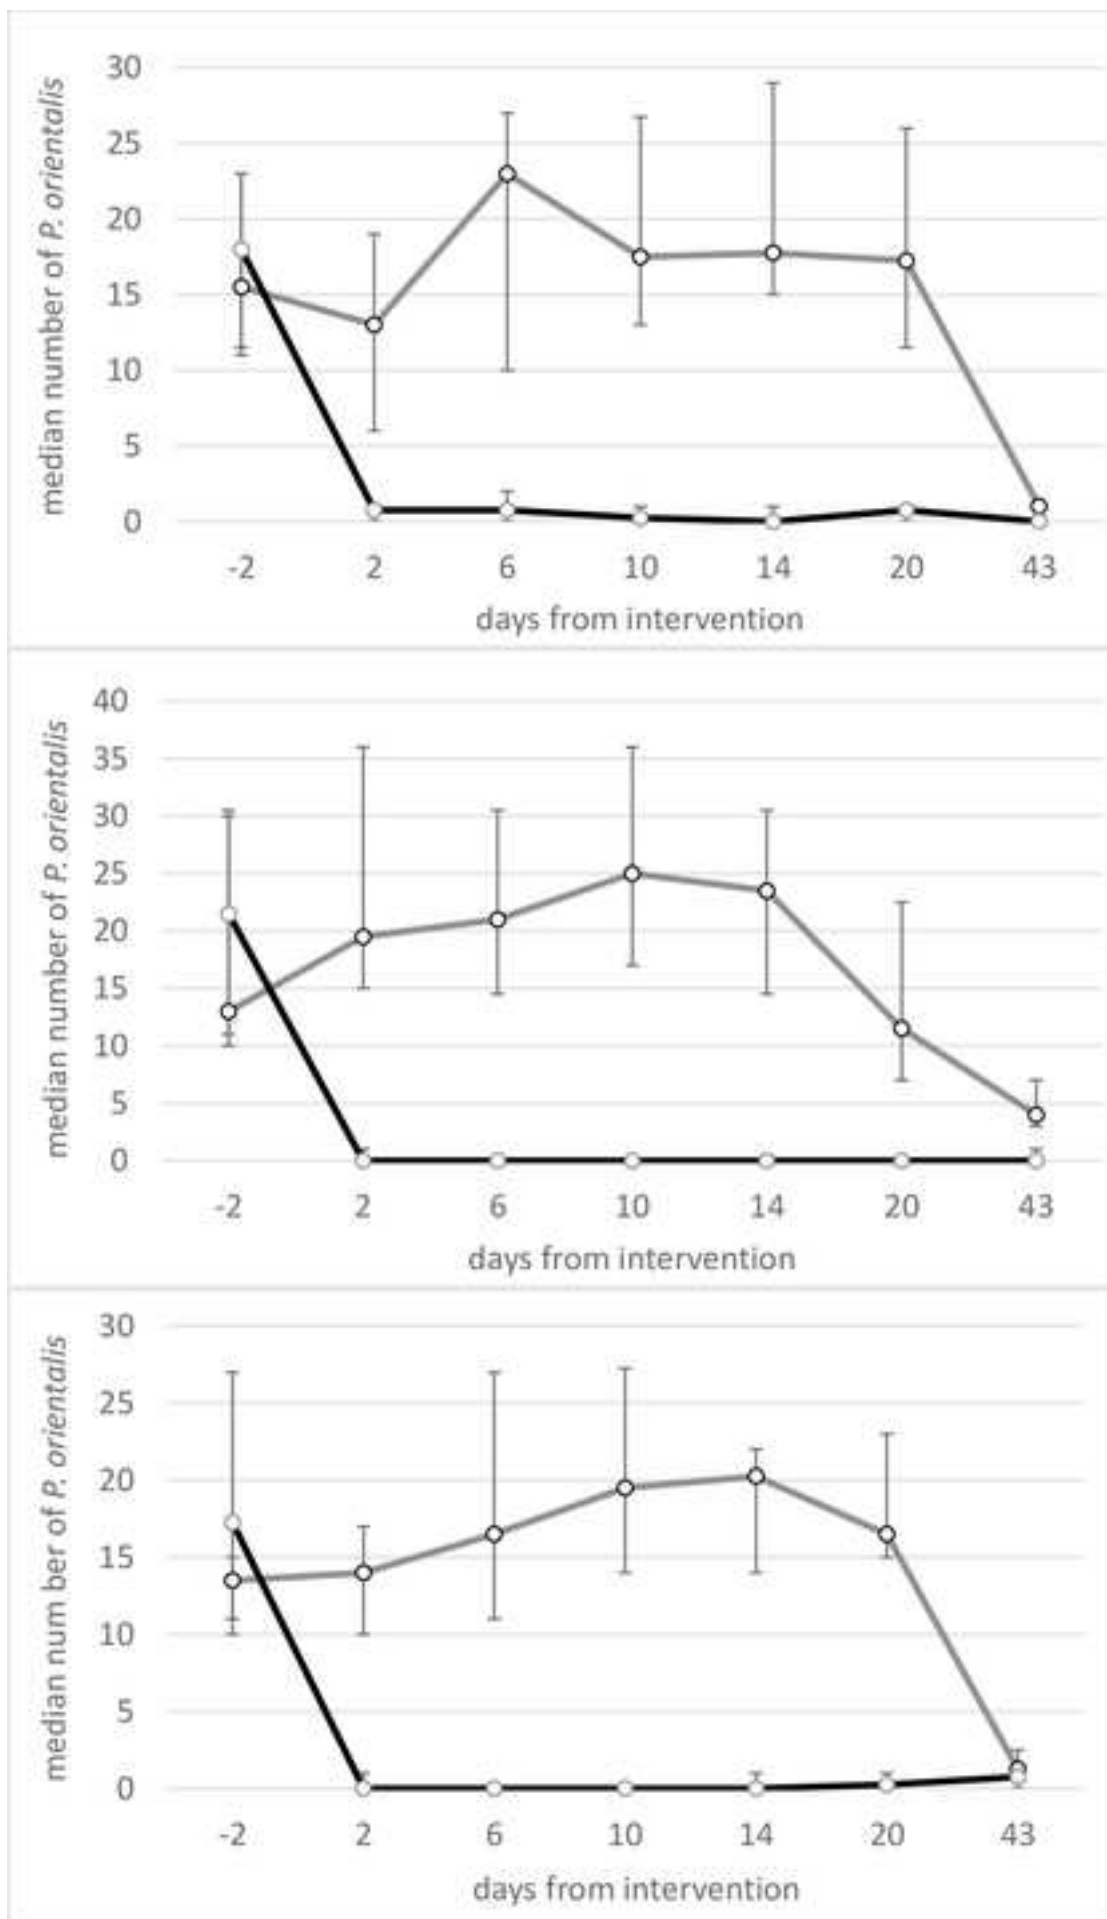 median number of P. orientalis
30
25
20
15
10
5
0
-2 2 6 10 14 20 43
days from intervention
median number of P. orientalis
40
35
30
25
20
15
10
5
0
-2 2 6 10 14 20 43
days from intervention
median num ber of P. orientalis
30
25
20
15
10
5
0
-2 2 6 10 14 20 43
days from intervention